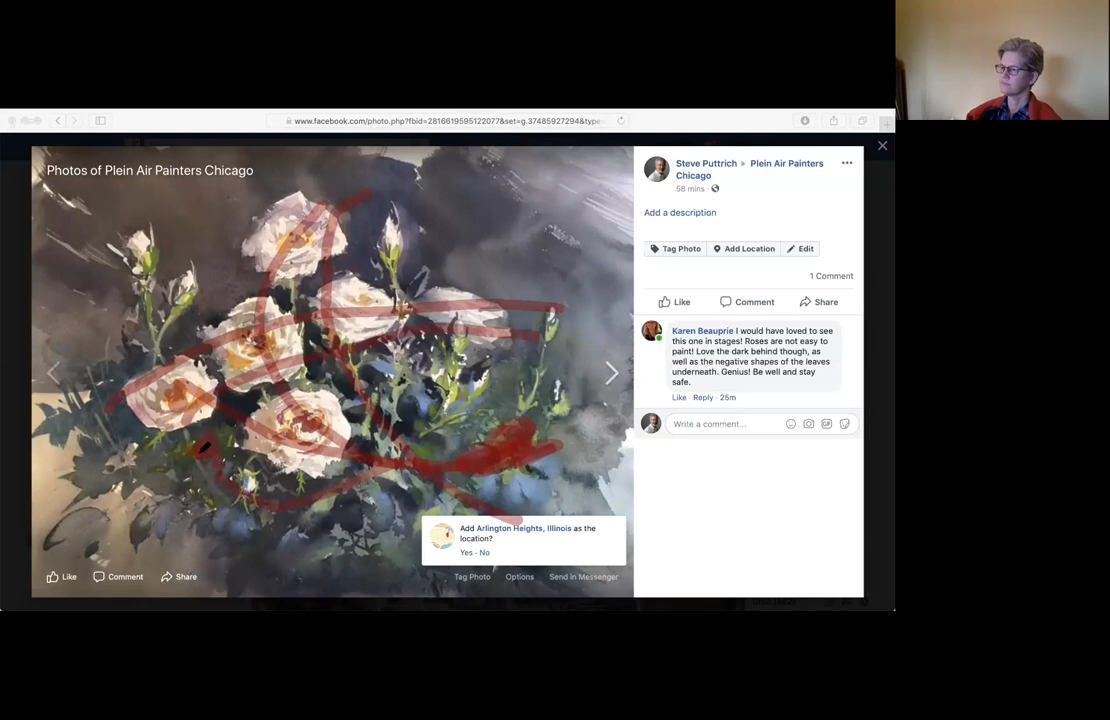 www.facebook.com/photo.php?fbid=2816619595122077&set=g.37485927294&type=
Photos of Plein Air Painters Chicago
Steve Puttrich ▸ Plein Air Painters
Chicago
58 mins ·
Add a description
Tag Photo Add Location Edit
1 Comment
Like Comment Share
Karen Beauprie I would have loved to see
this one in stages! Roses are not easy to
paint! Love the dark behind though, as
well as the negative shapes of the leaves
underneath. Genius! Be well and stay
safe.
Like · Reply · 25m
Write a comment...
GIF
Add Arlington Heights, Illinois as the
location?
Yes · No
Like Comment Share
Tag Photo Options Send in Messenger